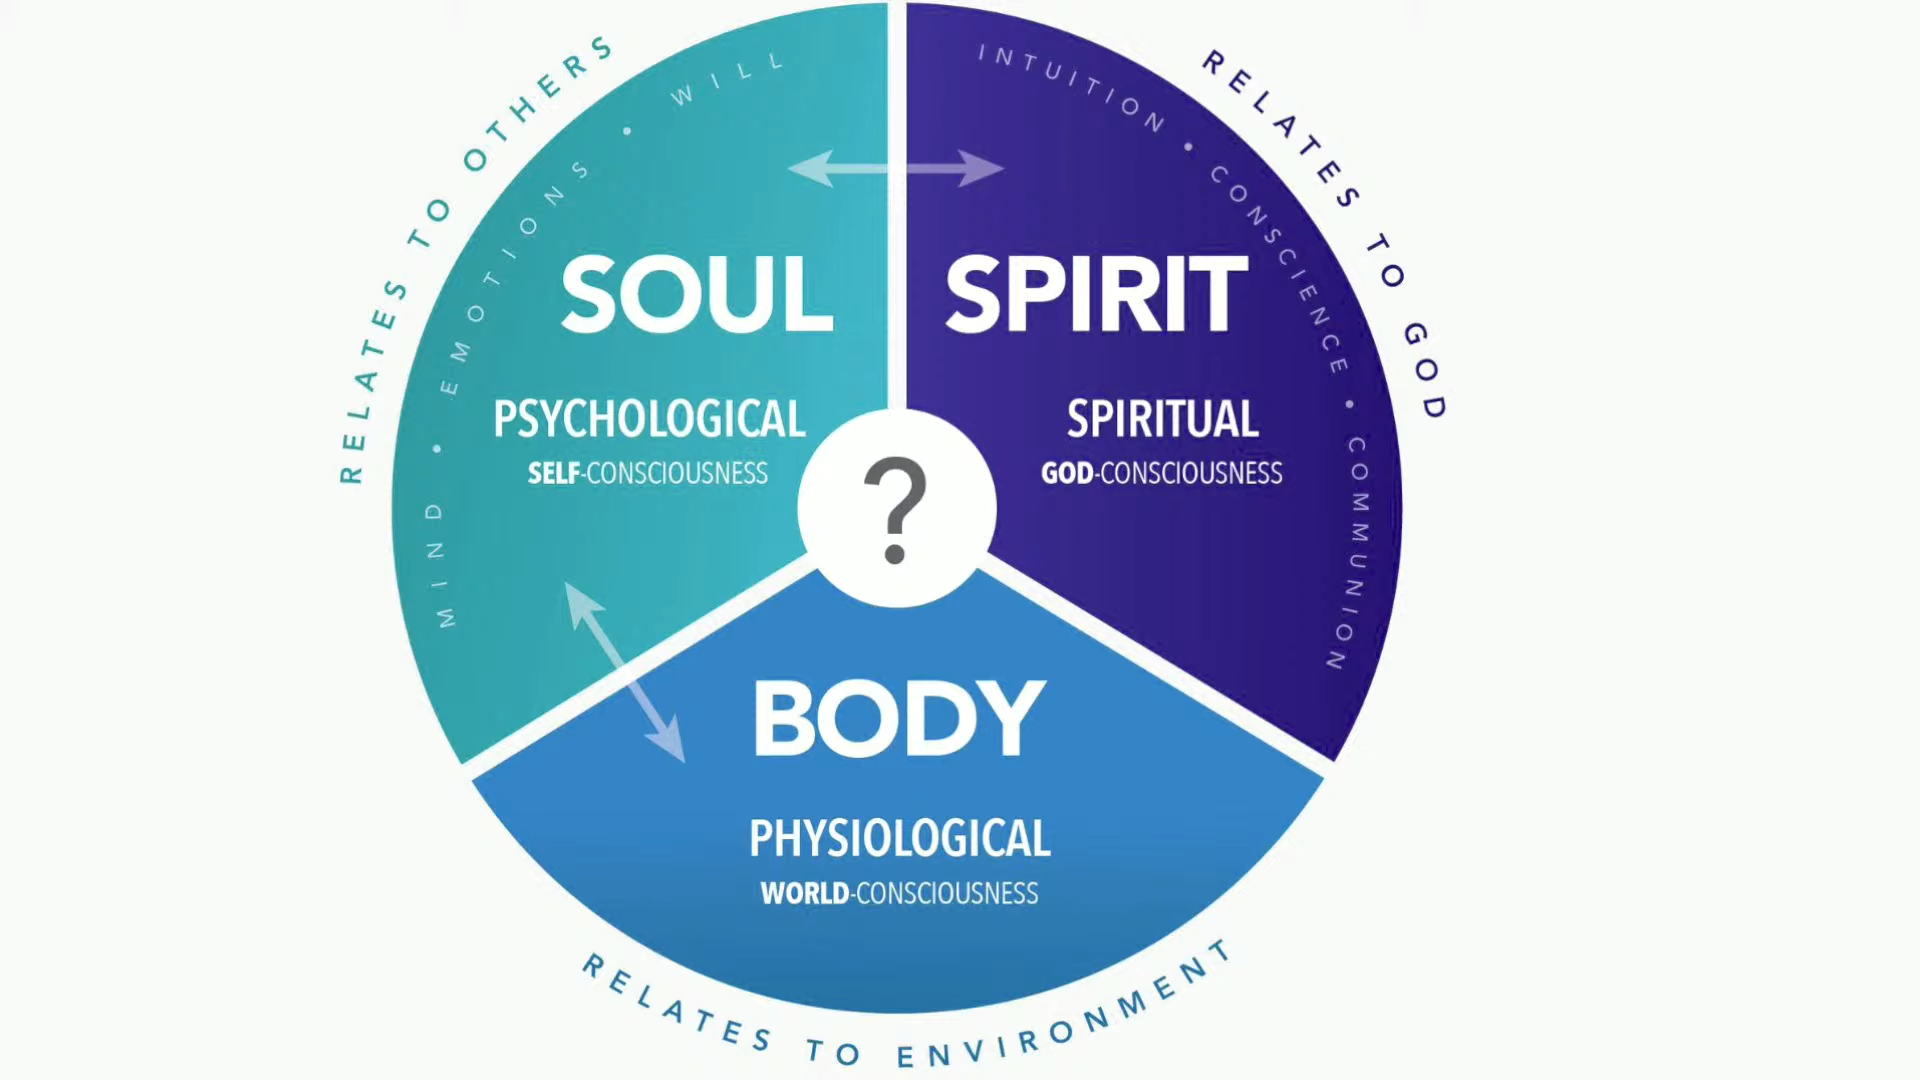 RELATES TO OTHERS
MIND • EMOTIONS • WILL
SOUL
PSYCHOLOGICAL
SELF-CONSCIOUSNESS
RELATES TO GOD
INTUITION • CONSCIENCE • COMMUNION
SPIRIT
SPIRITUAL
GOD-CONSCIOUSNESS
?
BODY
PHYSIOLOGICAL
WORLD-CONSCIOUSNESS
RELATES TO ENVIRONMENT